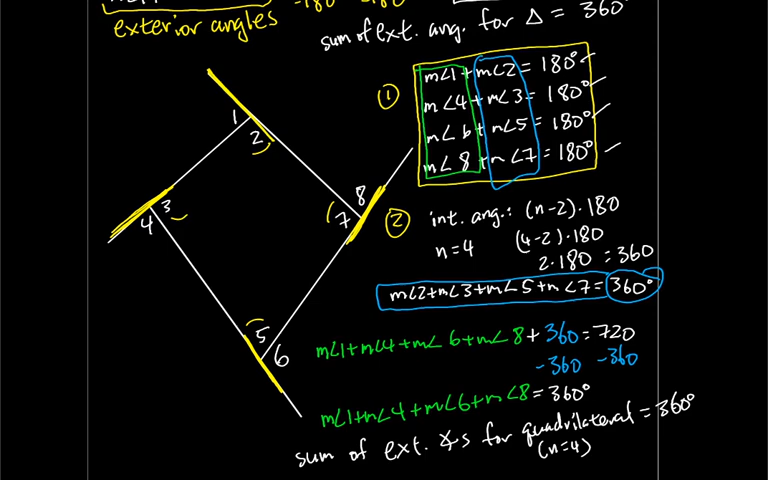 -180 -180
exterior angles
sum of ext. ang. for Δ = 360°
①
m∠1 + m∠2 = 180°
m∠4 + m∠3 = 180°
m∠6 + m∠5 = 180°
m∠8 + m∠7 = 180°
1
2
3
4
8
7
5
6
②
int. ang.: (n-2)·180
n=4 (4-2)·180
2·180 = 360
m∠2+m∠3+m∠5+m∠7= 360°
m∠1+m∠4+m∠6+m∠8 + 360 = 720
-360 -360
m∠1+m∠4+m∠6+m∠8 = 360°
sum of ext. ∡s for quadrilateral = 360°
(n=4)